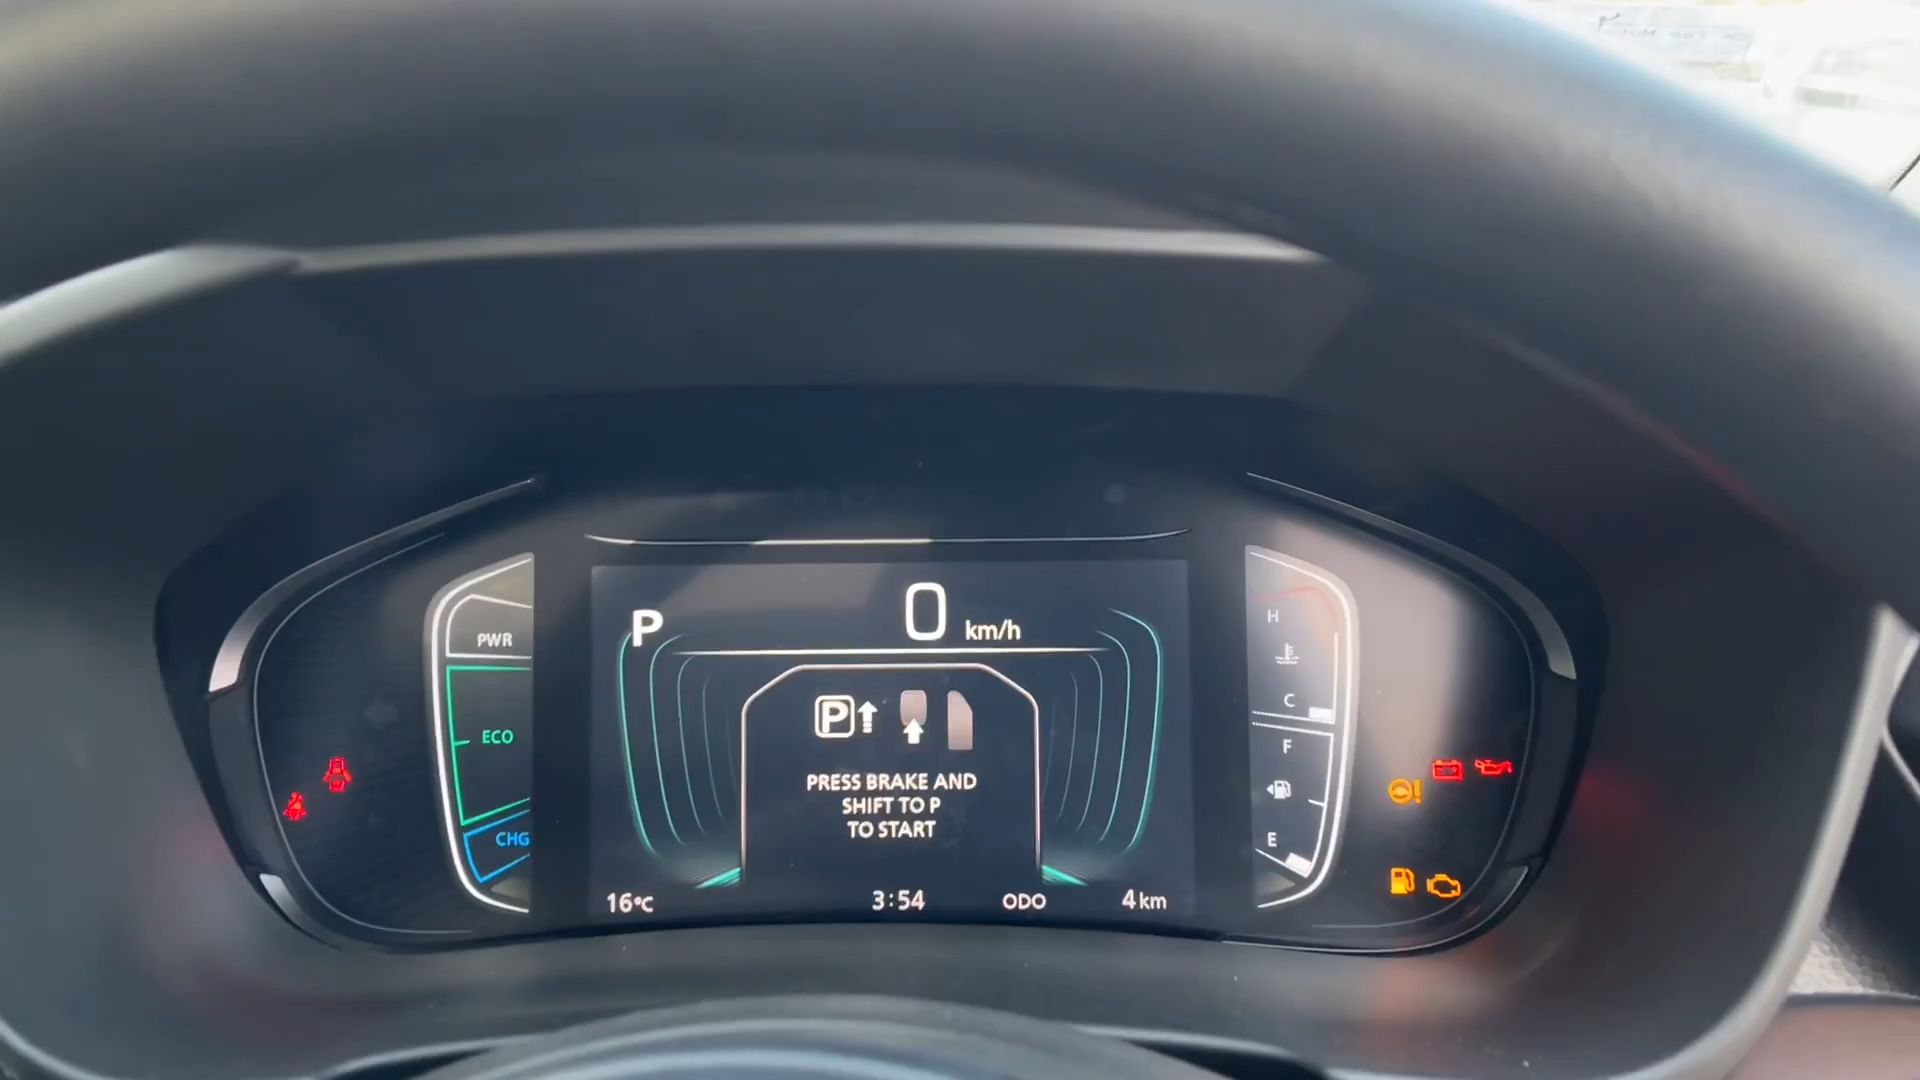 P
0 km/h
PWR
ECO
CHG
P
PRESS BRAKE AND
SHIFT TO P
TO START
16°C
3:54
ODO
4 km
H
C
F
E